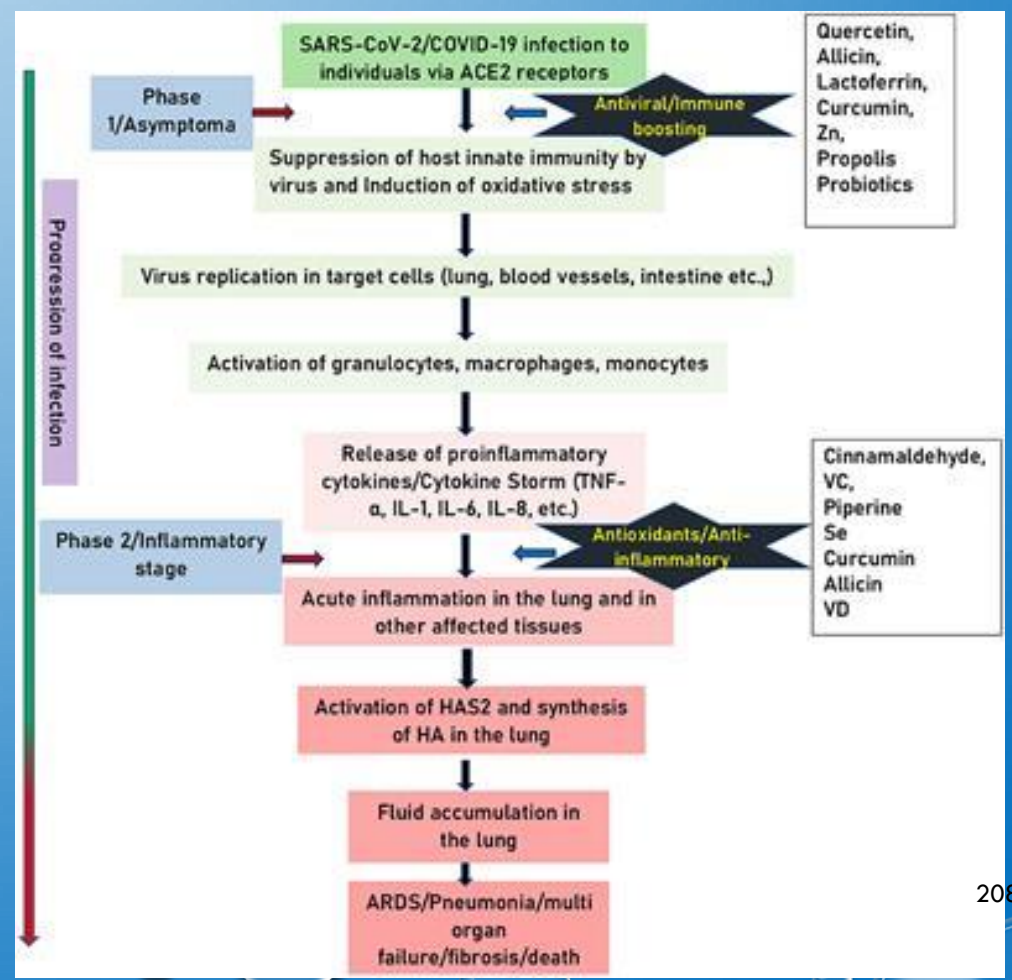 SARS-CoV-2/COVID-19 infection to
individuals via ACE2 receptors
Phase
1/Asymptoma
Antiviral/Immune
boosting
Quercetin,
Allicin,
Lactoferrin,
Curcumin,
Zn,
Propolis
Probiotics
Suppression of host innate immunity by
virus and Induction of oxidative stress
Progression of infection
Virus replication in target cells (lung, blood vessels, intestine etc.,)
Activation of granulocytes, macrophages, monocytes
Release of proinflammatory
cytokines/Cytokine Storm (TNF-
α, IL-1, IL-6, IL-8, etc.)
Phase 2/Inflammatory
stage
Antioxidants/Anti-
inflammatory
Cinnamaldehyde,
VC,
Piperine
Se
Curcumin
Allicin
VD
Acute inflammation in the lung and in
other affected tissues
Activation of HAS2 and synthesis
of HA in the lung
Fluid accumulation in
the lung
ARDS/Pneumonia/multi
organ
failure/fibrosis/death
208